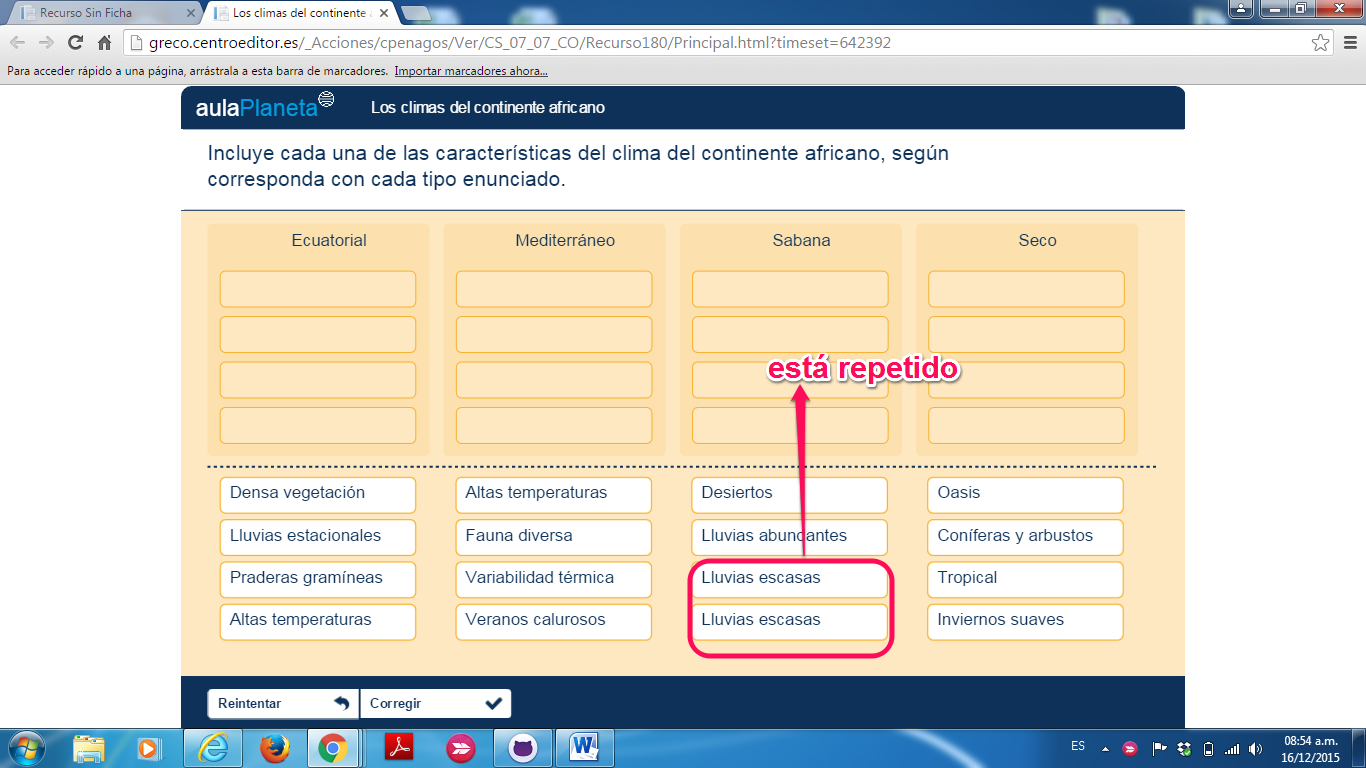 Recurso Sin Ficha
Los climas del continente a
greco.centroeditor.es/_Acciones/cpenagos/Ver/CS_07_07_CO/Recurso180/Principal.html?timeset=642392
Para acceder rápido a una página, arrástrala a esta barra de marcadores. Importar marcadores ahora...
aulaPlaneta Los climas del continente africano
Incluye cada una de las características del clima del continente africano, según
corresponda con cada tipo enunciado.
Ecuatorial Mediterráneo Sabana Seco
está repetido
Densa vegetación Altas temperaturas Desiertos Oasis
Lluvias estacionales Fauna diversa Lluvias abundantes Coníferas y arbustos
Praderas gramíneas Variabilidad térmica Lluvias escasas Tropical
Altas temperaturas Veranos calurosos Lluvias escasas Inviernos suaves
Reintentar Corregir
ES 08:54 a.m.
16/12/2015